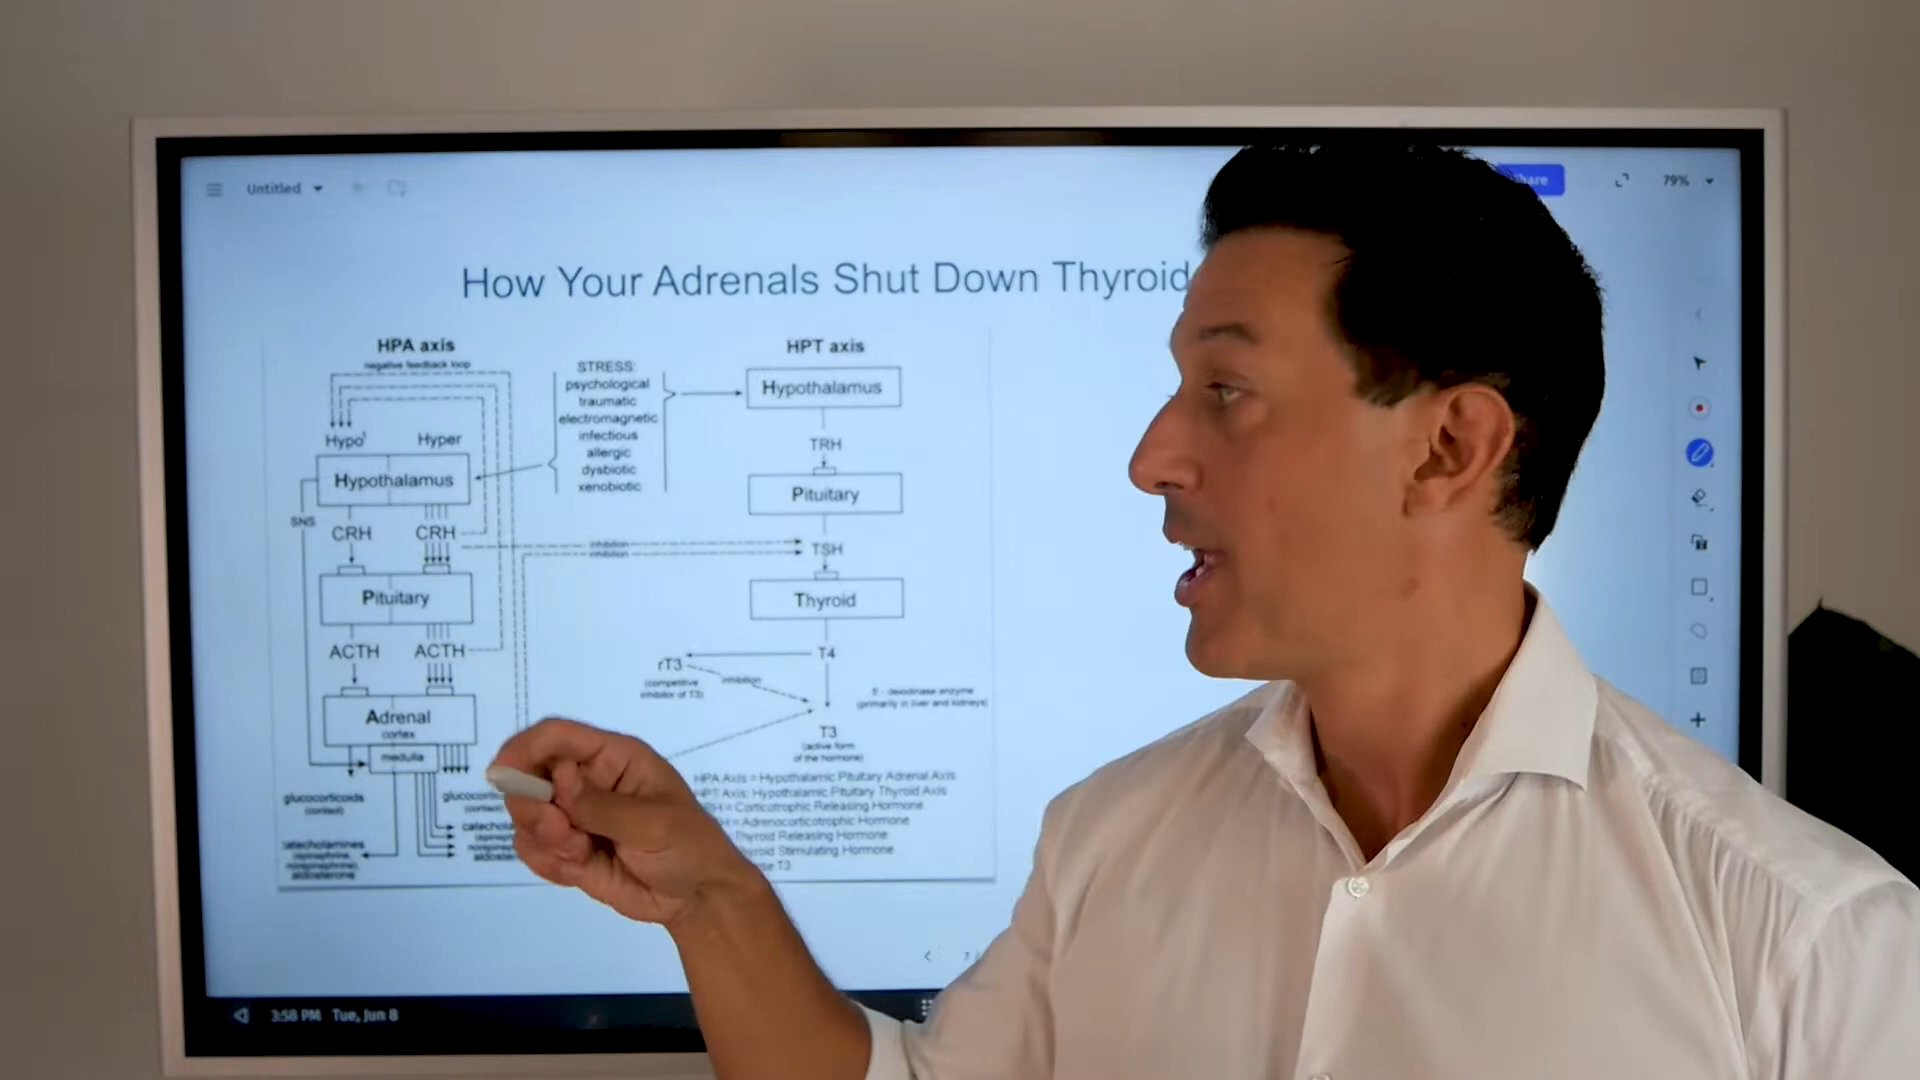 Untitled
79%
How Your Adrenals Shut Down Thyroid
HPA axis
negative feedback loop
Hypo
Hyper
Hypothalamus
SNS
CRH
CRH
Pituitary
ACTH
ACTH
Adrenal
cortex
medulla
glucocorticoids
(cortisol)
(cortisol)
(epinephrine,
norepinephrine)
aldosterone
STRESS:
psychological
traumatic
electromagnetic
infectious
allergic
dysbiotic
xenobiotic
inhibition
inhibition
HPT axis
Hypothalamus
TRH
Pituitary
TSH
Thyroid
T4
rT3
(competitive
inhibitor of T3)
inhibition
5' - deiodinase enzyme
(primarily in liver and kidneys)
T3
(active form
of the hormone)
HPA Axis = Hypothalamic Pituitary Adrenal Axis
HPT Axis: Hypothalamic Pituitary Thyroid Axis
= Corticotrophic Releasing Hormone
= Adrenocorticotrophic Hormone
Thyroid Releasing Hormone
Stimulating Hormone
T3
7
3:58 PM Tue, Jun 8